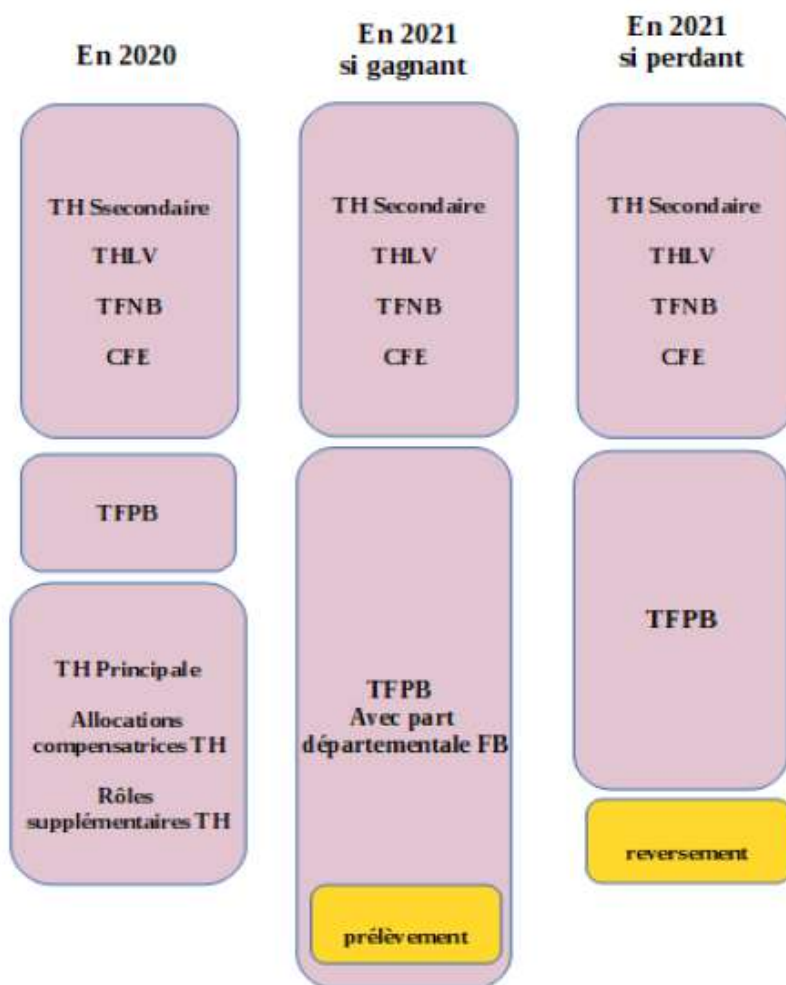 En 2020
TH Ssecondaire
THLV
TFNB
CFE
TFPB
TH Principale
Allocations
compensatrices TH
Rôles
supplémentaires TH
En 2021
si gagnant
TH Secondaire
THLV
TFNB
CFE
TFPB
Avec part
départementale FB
prélèvement
En 2021
si perdant
TH Secondaire
THLV
TFNB
CFE
TFPB
reversement